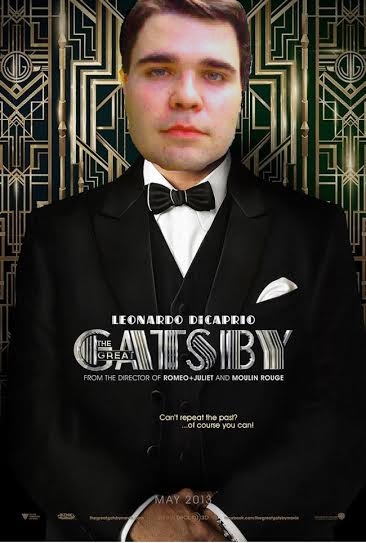 LEONARDO DiCAPRIO
THE
GREAT
GATSBY
FROM THE DIRECTOR OF ROMEO+JULIET AND MOULIN ROUGE
Can't repeat the past?
...of course you can!
MAY 2013